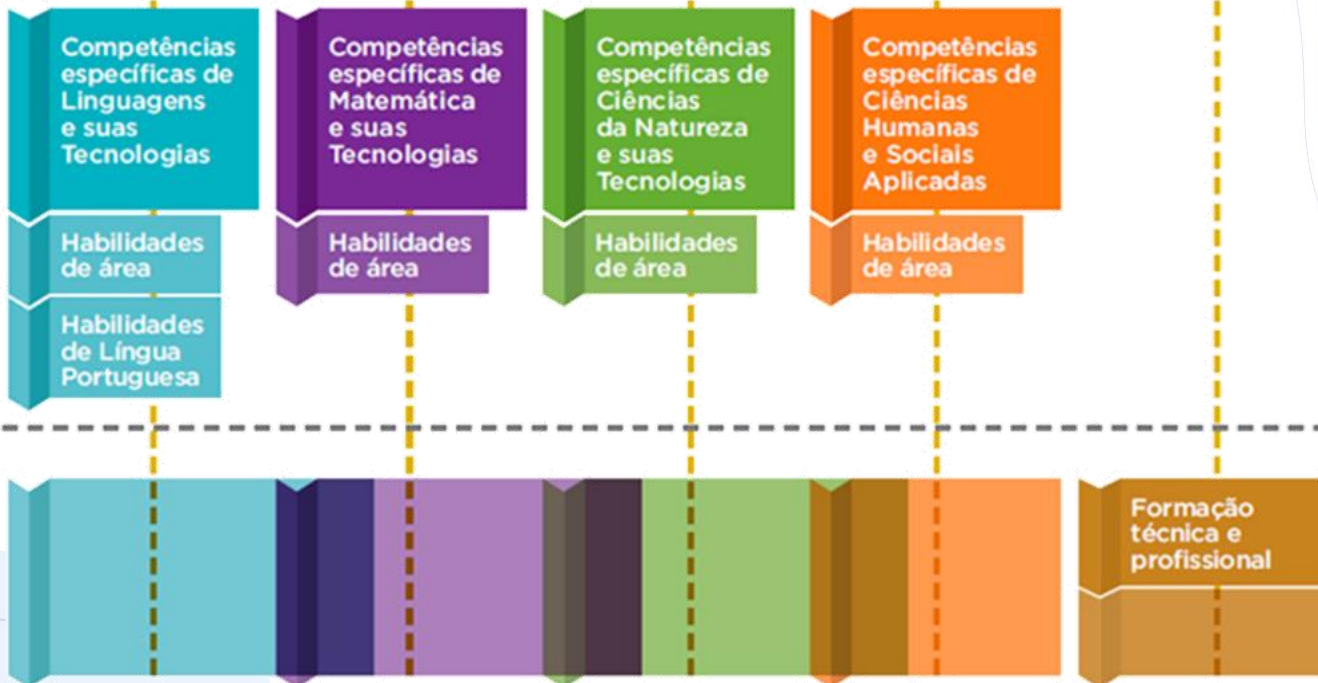 Competências
específicas de
Linguagens
e suas
Tecnologias
Habilidades
de área
Habilidades
de Língua
Portuguesa
Competências
específicas de
Matemática
e suas
Tecnologias
Habilidades
de área
Competências
específicas de
Ciências
da Natureza
e suas
Tecnologias
Habilidades
de área
Competências
específicas de
Ciências
Humanas
e Sociais
Aplicadas
Habilidades
de área
Formação
técnica e
profissional